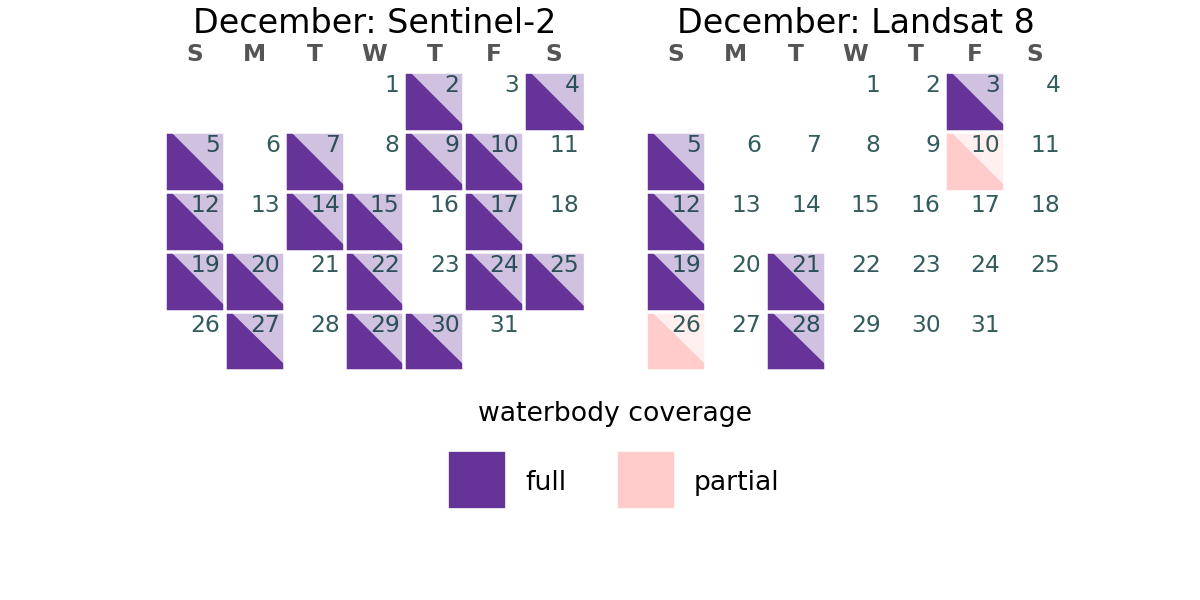 December: Sentinel-2
S M T W T F S
1 2 3 4
5 6 7 8 9 10 11
12 13 14 15 16 17 18
19 20 21 22 23 24 25
26 27 28 29 30 31
December: Landsat 8
S M T W T F S
1 2 3 4
5 6 7 8 9 10 11
12 13 14 15 16 17 18
19 20 21 22 23 24 25
26 27 28 29 30 31
waterbody coverage
full partial